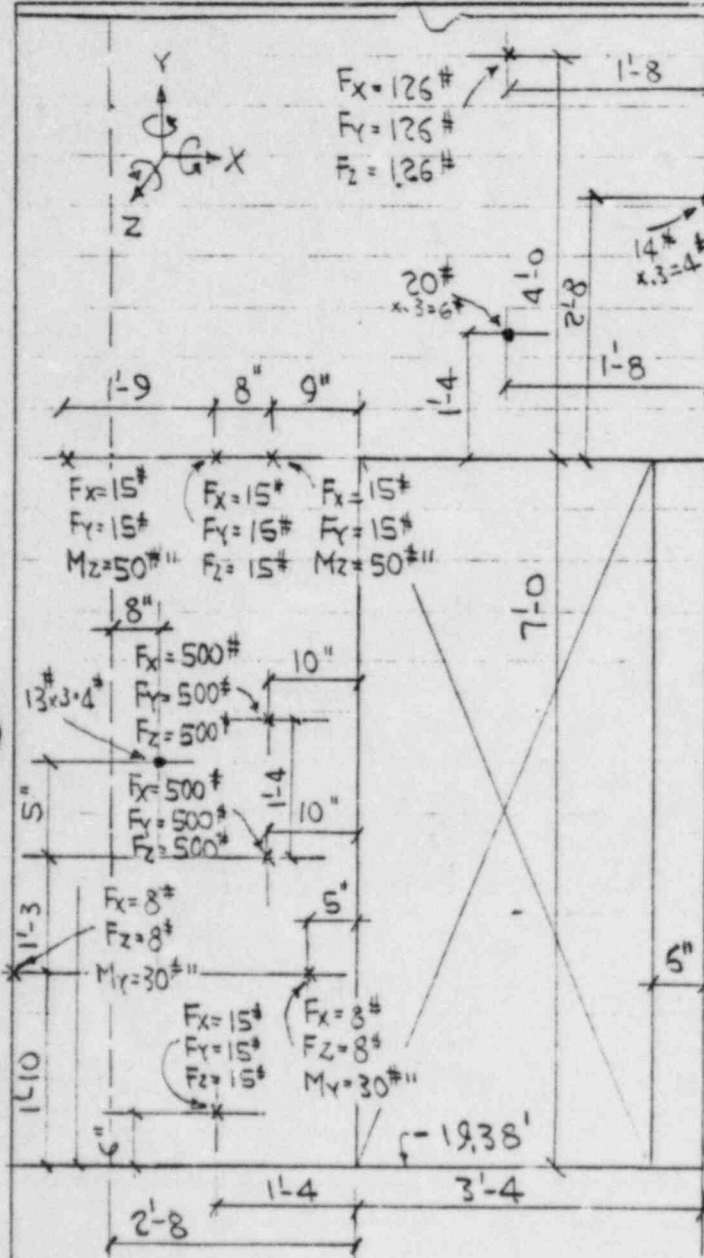 Y
X
Z
Fx = 126#
Fy = 126#
Fz = 126#
1'-8
14#
x.3=4#
20#
x.3=6#
4'-0
2'-8
1'-4
1'-8
1'-9
8"
9"
Fx=15#
Fy=15#
Mz=50#"
Fx=15#
Fy=15#
Fz=15#
Fx=15#
Fy=15#
Mz=50#"
7'-0
8"
Fx=500#
Fy=500#
Fz=500#
10"
13#x.3=4#
1'-4
Fx=500#
Fy=500#
Fz=500#
10"
5"
Fx=8#
Fz=8#
My=30#"
1'-3
5"
5"
Fx=15#
Fy=15#
Fz=15#
Fx=8#
Fz=8#
My=30#"
1'-10
6"
-19.38'
1'-4
3'-4
2'-8